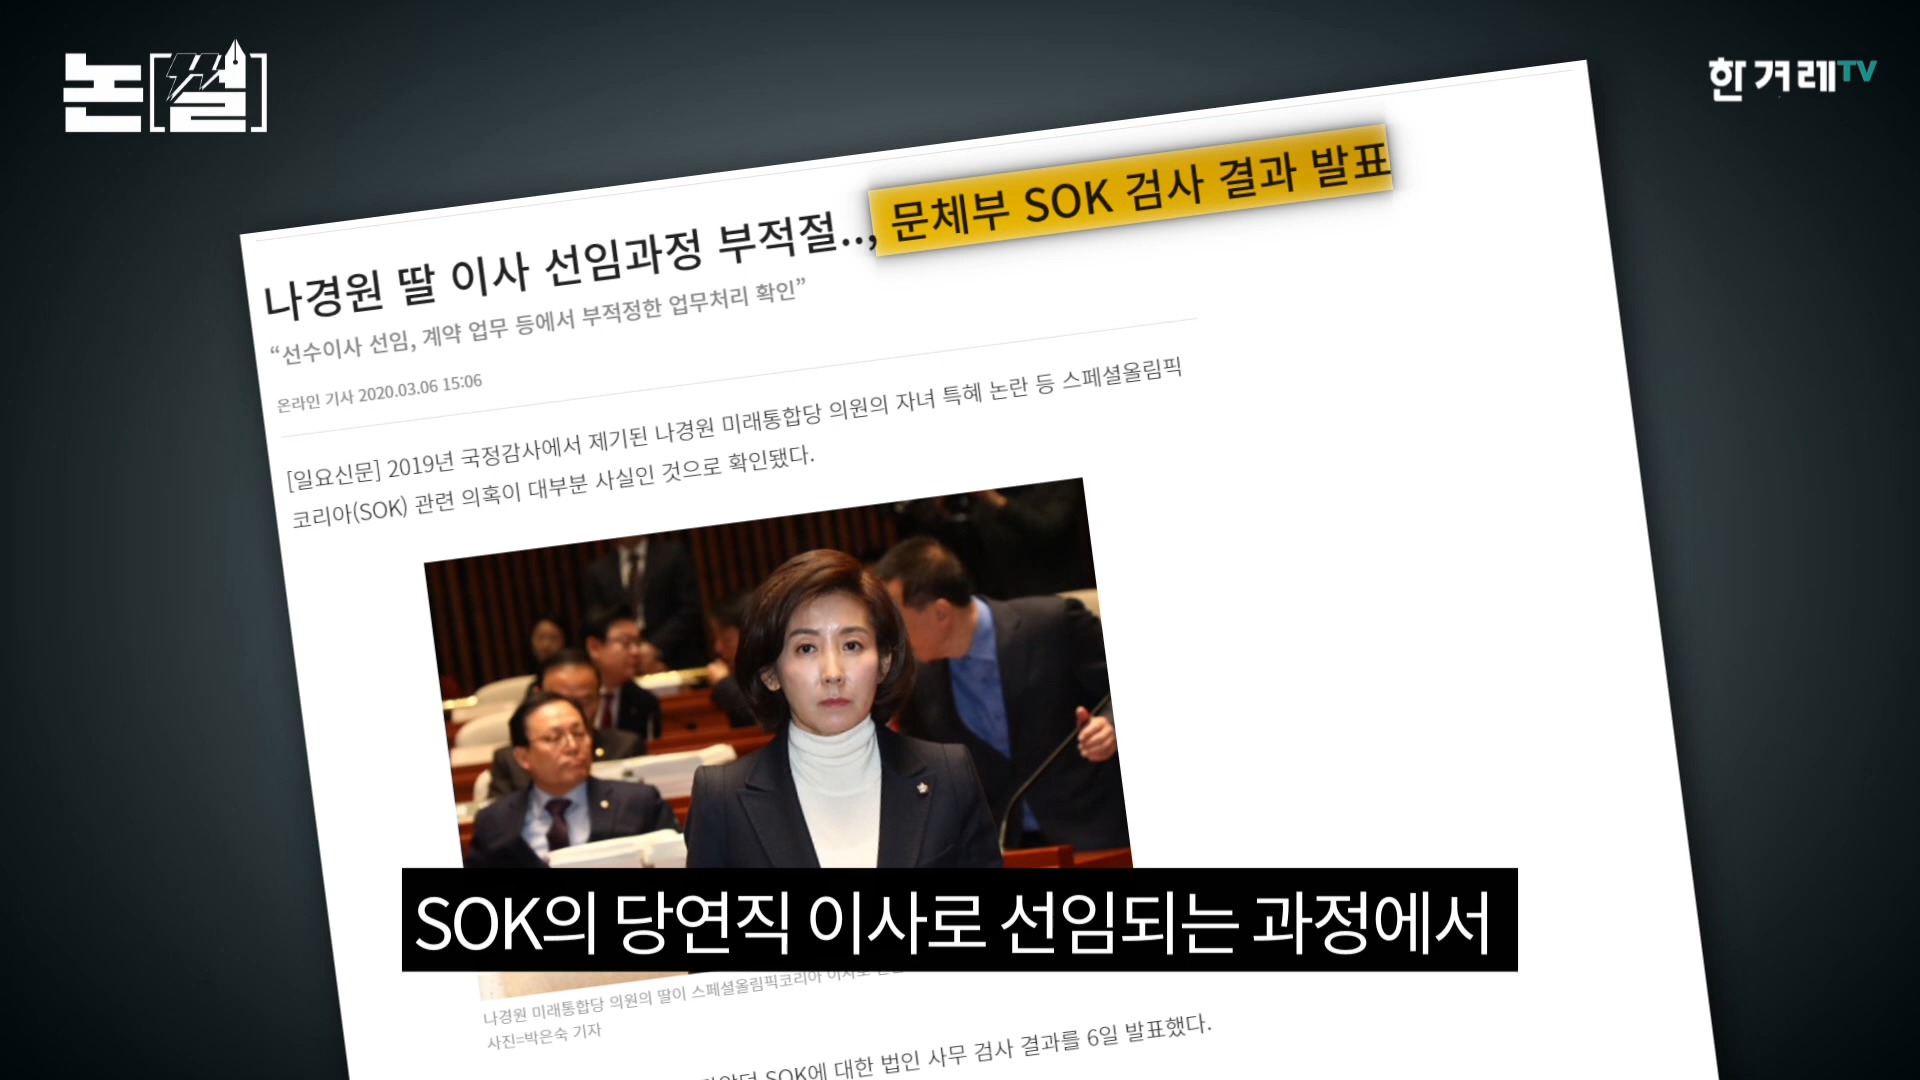 논[썰]
한겨레TV
나경원 딸 이사 선임과정 부적절.., 문체부 SOK 검사 결과 발표
“선수이사 선임, 계약 업무 등에서 부적정한 업무처리 확인”
온라인 기사 2020.03.06 15:06
[일요신문] 2019년 국정감사에서 제기된 나경원 미래통합당 의원의 자녀 특혜 논란 등 스페셜올림픽
코리아(SOK) 관련 의혹이 대부분 사실인 것으로 확인됐다.
SOK의 당연직 이사로 선임되는 과정에서
나경원 미래통합당 의원의 딸이 스페셜올림픽코리아 이사로
사진=박은숙 기자
SOK에 대한 법인 사무 검사 결과를 6일 발표했다.